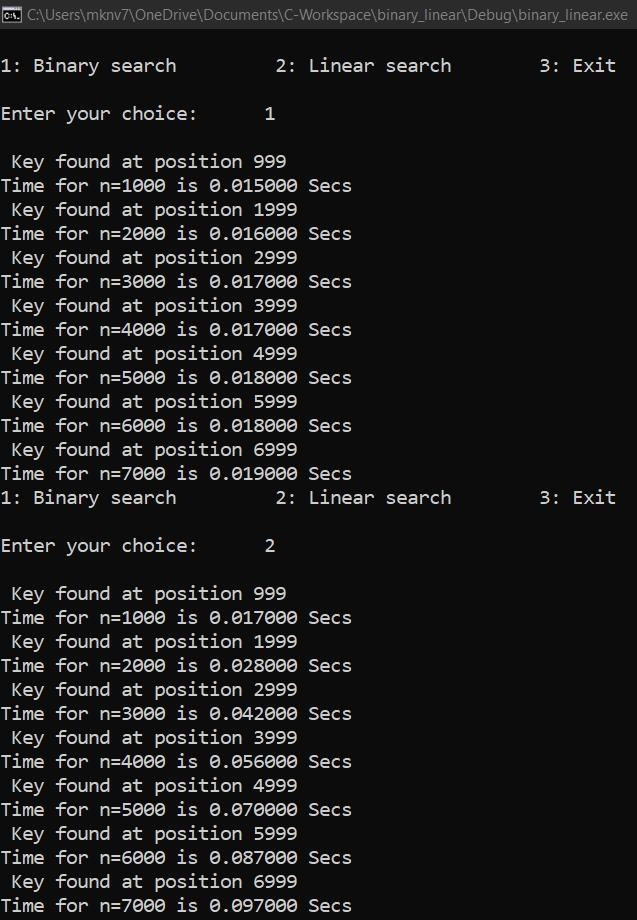 C:\Users\mknv7\OneDrive\Documents\C-Workspace\binary_linear\Debug\binary_linear.exe
1: Binary search         2: Linear search        3: Exit
Enter your choice:      1
Key found at position 999
Time for n=1000 is 0.015000 Secs
Key found at position 1999
Time for n=2000 is 0.016000 Secs
Key found at position 2999
Time for n=3000 is 0.017000 Secs
Key found at position 3999
Time for n=4000 is 0.017000 Secs
Key found at position 4999
Time for n=5000 is 0.018000 Secs
Key found at position 5999
Time for n=6000 is 0.018000 Secs
Key found at position 6999
Time for n=7000 is 0.019000 Secs
1: Binary search         2: Linear search        3: Exit
Enter your choice:      2
Key found at position 999
Time for n=1000 is 0.017000 Secs
Key found at position 1999
Time for n=2000 is 0.028000 Secs
Key found at position 2999
Time for n=3000 is 0.042000 Secs
Key found at position 3999
Time for n=4000 is 0.056000 Secs
Key found at position 4999
Time for n=5000 is 0.070000 Secs
Key found at position 5999
Time for n=6000 is 0.087000 Secs
Key found at position 6999
Time for n=7000 is 0.097000 Secs